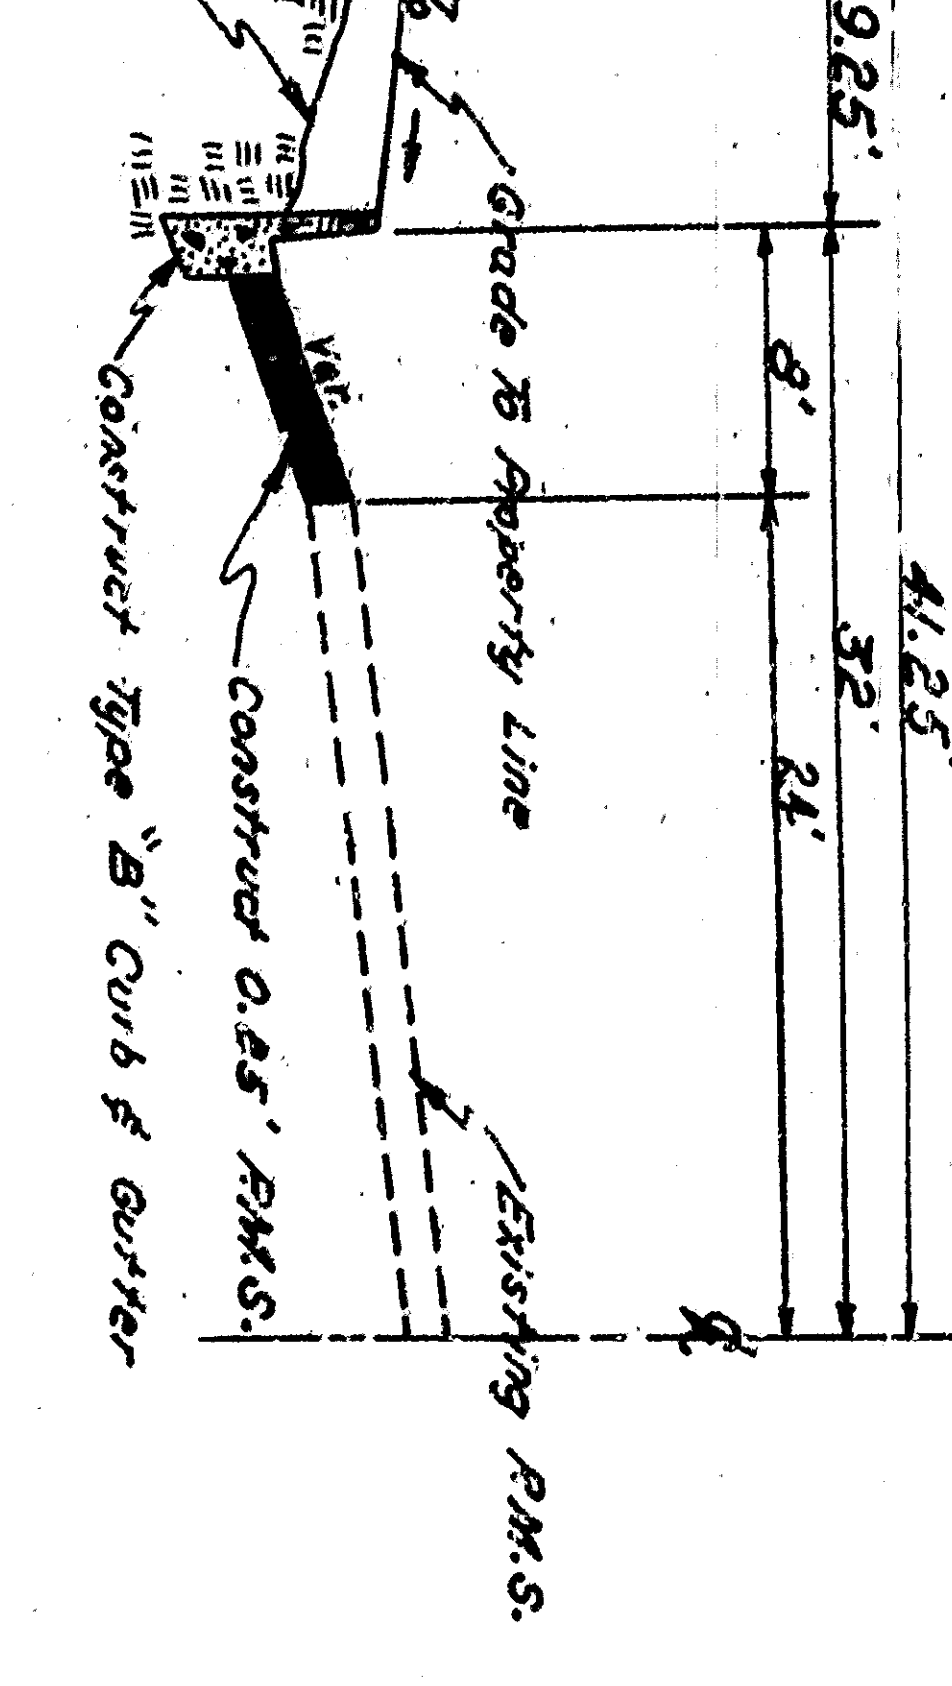 41.25'
9.25'
32'
8'
24'
℄
Grade To Property Line
Existing P.M.S.
Var.
Construct 0.25' P.M.S.
Construct Type "B" Curb & Gutter